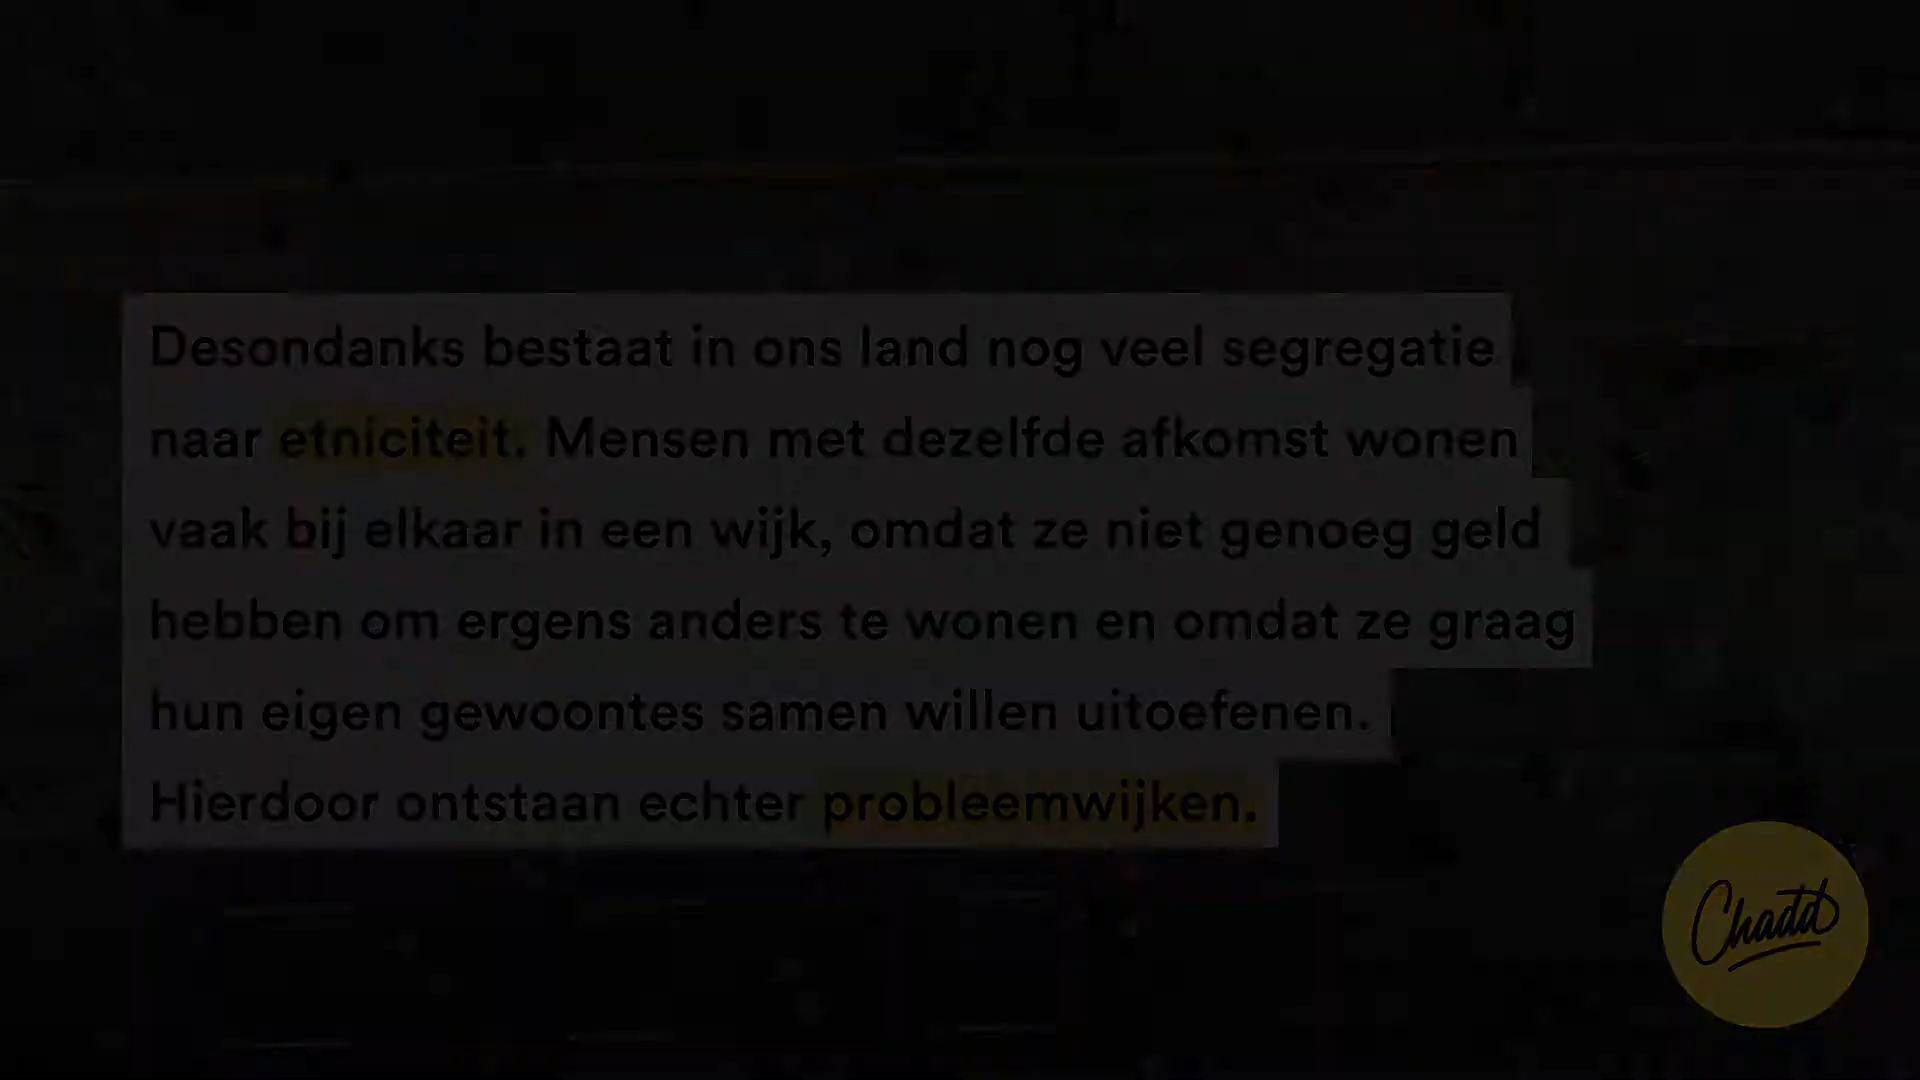 Desondanks bestaat in ons land nog veel segregatie
naar etniciteit. Mensen met dezelfde afkomst wonen
vaak bij elkaar in een wijk, omdat ze niet genoeg geld
hebben om ergens anders te wonen en omdat ze graag
hun eigen gewoontes samen willen uitoefenen.
Hierdoor ontstaan echter probleemwijken.
Chadd